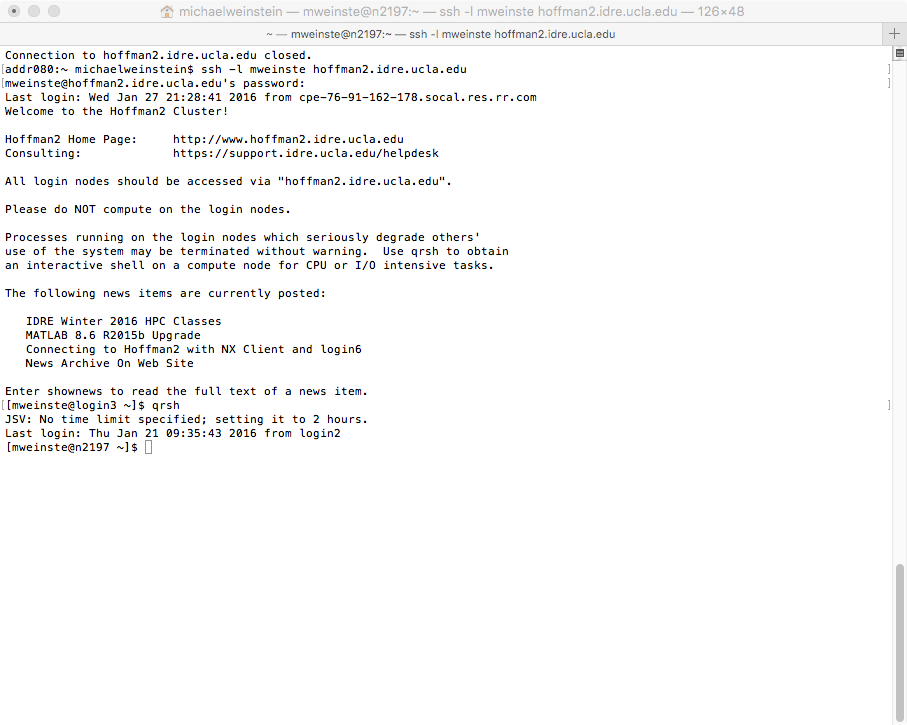 michaelweinstein — mweinste@n2197:~ — ssh -l mweinste hoffman2.idre.ucla.edu — 126×48
~ — mweinste@n2197:~ — ssh -l mweinste hoffman2.idre.ucla.edu
Connection to hoffman2.idre.ucla.edu closed.
[addr080:~ michaelweinstein$ ssh -l mweinste hoffman2.idre.ucla.edu ]
[mweinste@hoffman2.idre.ucla.edu's password: ]
Last login: Wed Jan 27 21:28:41 2016 from cpe-76-91-162-178.socal.res.rr.com
Welcome to the Hoffman2 Cluster!
Hoffman2 Home Page: http://www.hoffman2.idre.ucla.edu
Consulting: https://support.idre.ucla.edu/helpdesk
All login nodes should be accessed via "hoffman2.idre.ucla.edu".
Please do NOT compute on the login nodes.
Processes running on the login nodes which seriously degrade others'
use of the system may be terminated without warning. Use qrsh to obtain
an interactive shell on a compute node for CPU or I/O intensive tasks.
The following news items are currently posted:
IDRE Winter 2016 HPC Classes
MATLAB 8.6 R2015b Upgrade
Connecting to Hoffman2 with NX Client and login6
News Archive On Web Site
Enter shownews to read the full text of a news item.
[[mweinste@login3 ~]$ qrsh ]
JSV: No time limit specified; setting it to 2 hours.
Last login: Thu Jan 21 09:35:43 2016 from login2
[mweinste@n2197 ~]$